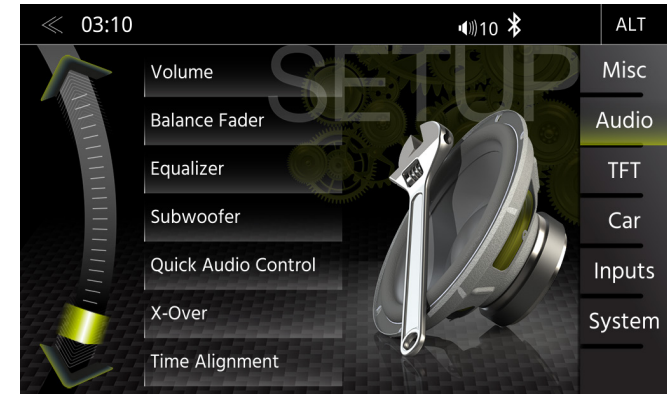 03:10
10
ALT
SETUP
Volume
Balance Fader
Equalizer
Subwoofer
Quick Audio Control
X-Over
Time Alignment
Misc
Audio
TFT
Car
Inputs
System